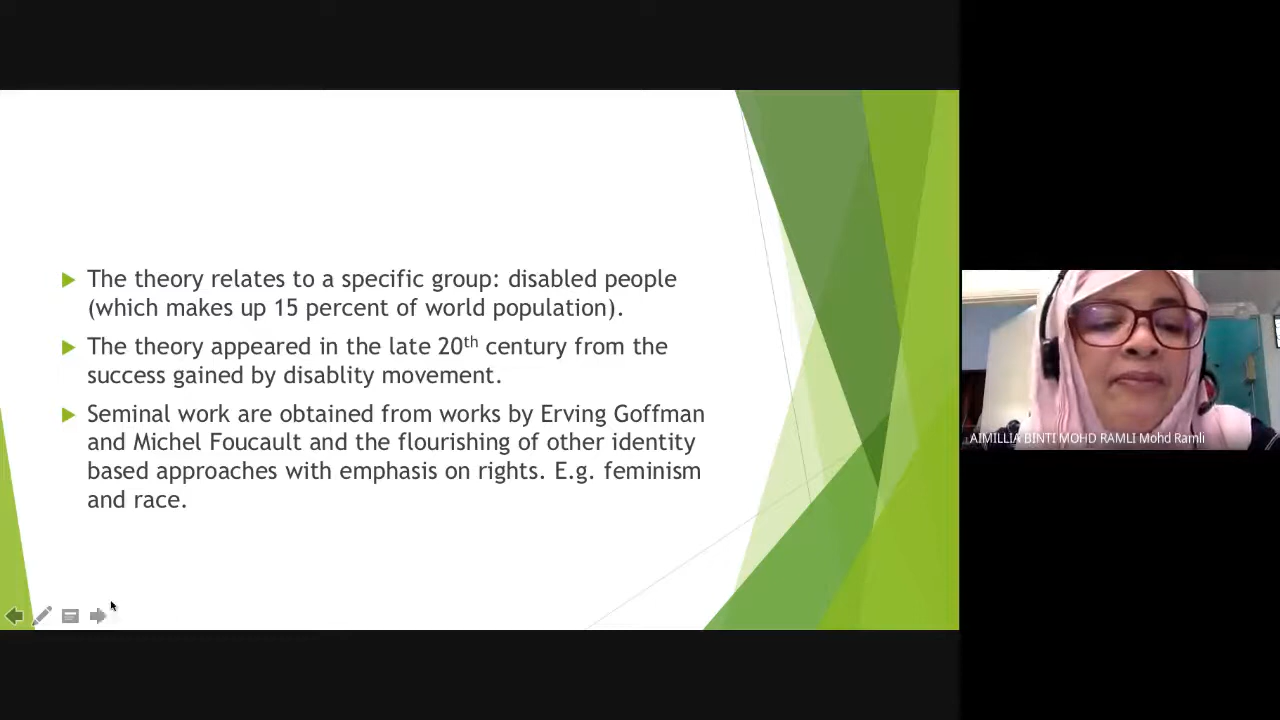 The theory relates to a specific group: disabled people
(which makes up 15 percent of world population).
The theory appeared in the late 20th century from the
success gained by disablity movement.
Seminal work are obtained from works by Erving Goffman
and Michel Foucault and the flourishing of other identity
based approaches with emphasis on rights. E.g. feminism
and race.
AIMILLIA BINTI MOHD RAMLI Mohd Ramli